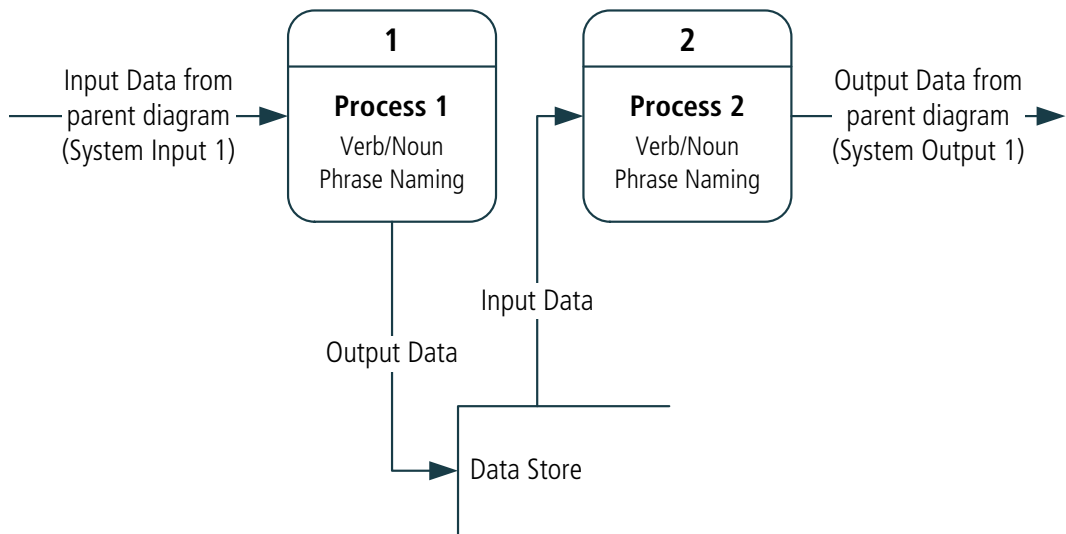 Input Data from
parent diagram
(System Input 1)
1
Process 1
Verb/Noun
Phrase Naming
2
Process 2
Verb/Noun
Phrase Naming
Output Data from
parent diagram
(System Output 1)
Input Data
Output Data
Data Store